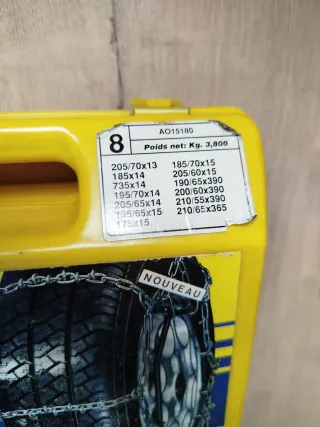 8
AO15180
Poids net: Kg. 3,800
205/70x13
185x14
735x14
195/70x14
205/65x14
195/65x15
175x15
185/70x15
205/60x15
190/65x390
200/60x390
210/55x390
210/65x365
NOUVEAU